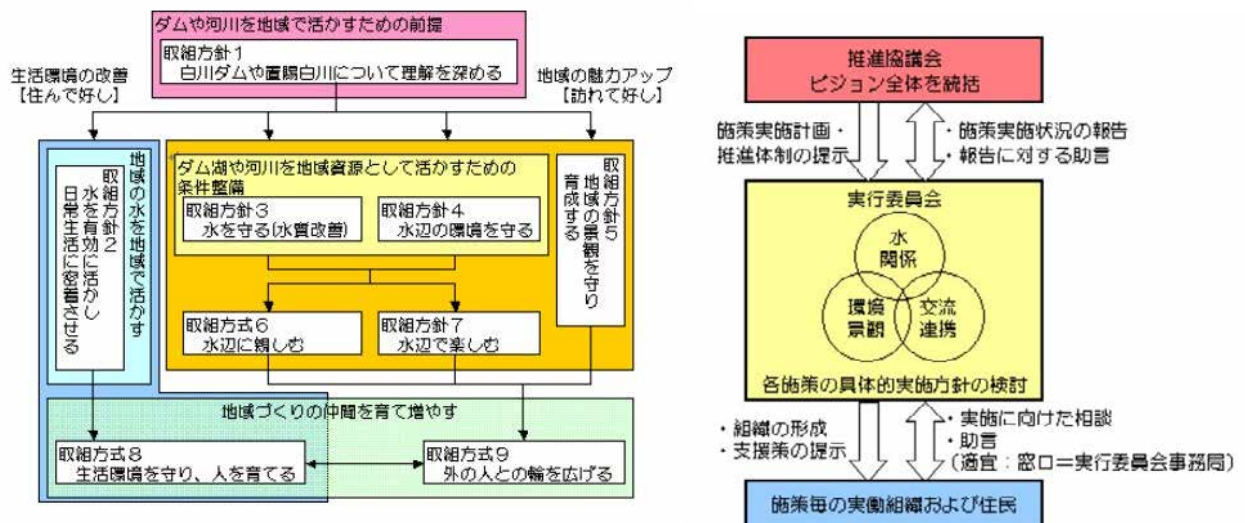 ダムや河川を地域で活かすための前提
取組方針1
白川ダムや置賜白川について理解を深める
生活環境の改善
【住んで好し】
地域の魅力アップ
【訪れて好し】
地域の水を地域で活かす
取組方針2
水を有効に活かし
日常生活に密着させる
ダム湖や河川を地域資源として活かすための
条件整備
取組方針3
水を守る(水質改善)
取組方針4
水辺の環境を守る
取組方針5
地域の景観を守り
育成する
取組方式6
水辺に親しむ
取組方針7
水辺で楽しむ
地域づくりの仲間を育て増やす
取組方式8
生活環境を守り、人を育てる
取組方式9
外の人との輪を広げる
推進協議会
ビジョン全体を統括
施策実施計画・
推進体制の提示
・施策実施状況の報告
・報告に対する助言
実行委員会
水
関係
環境
景観
交流
連携
各施策の具体的実施方針の検討
・組織の形成
・支援策の提示
・実施に向けた相談
・助言
(適宜:窓口=実行委員会事務局)
施策毎の実働組織および住民